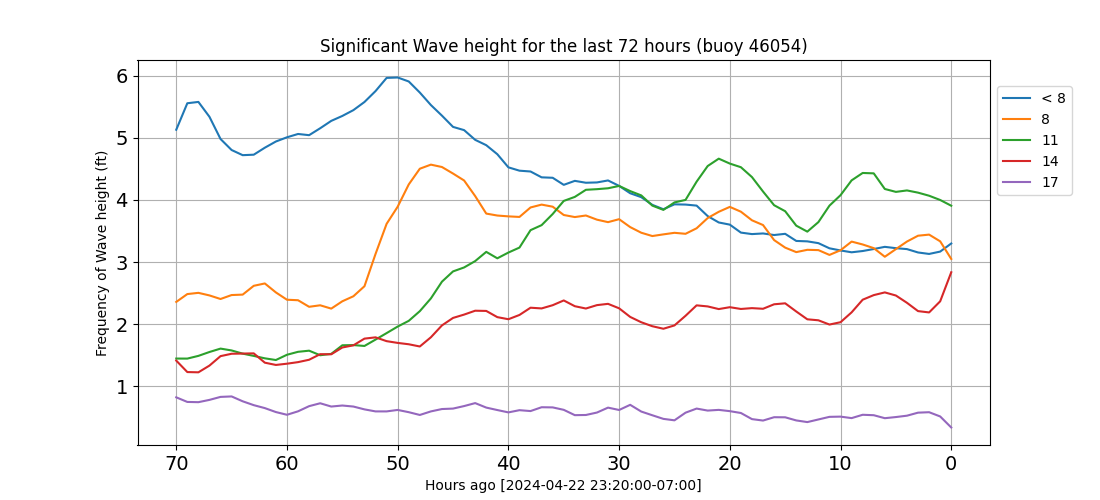 Significant Wave height for the last 72 hours (buoy 46054)
Frequency of Wave height (ft)
6
5
4
3
2
1
70 60 50 40 30 20 10 0
Hours ago [2024-04-22 23:20:00-07:00]
< 8
8
11
14
17